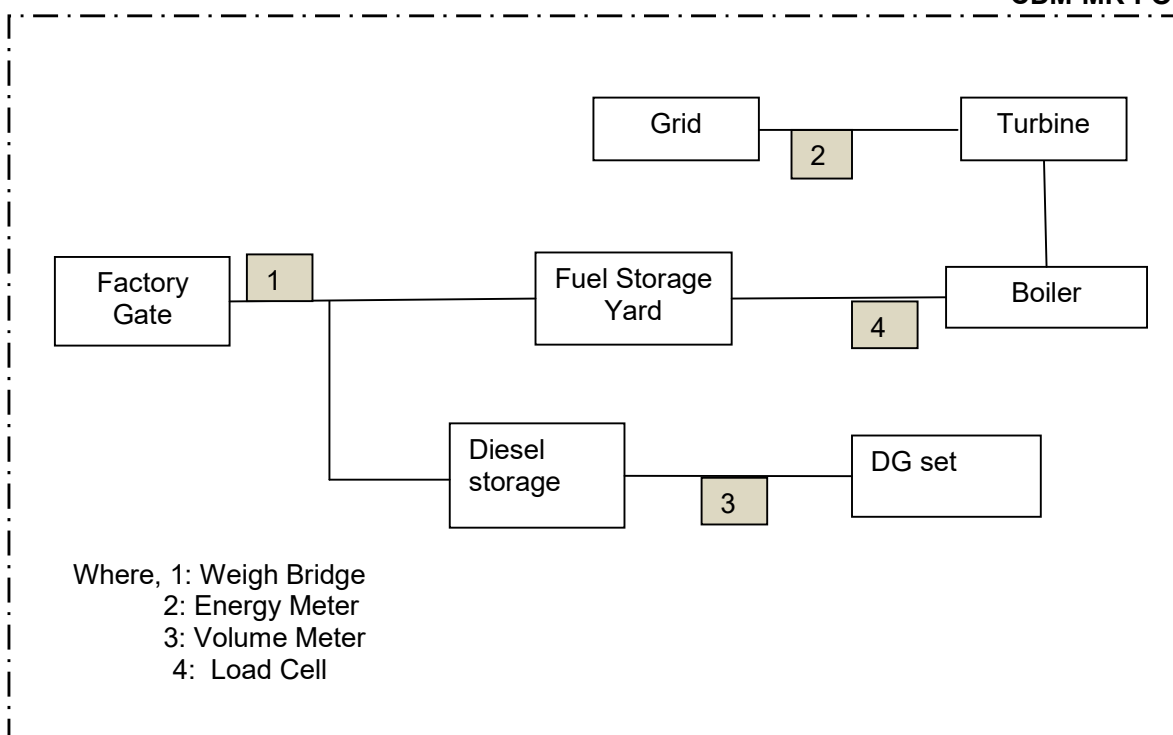 Grid
Turbine
2
Factory
Gate
1
Fuel Storage
Yard
Boiler
4
Diesel
storage
DG set
3
Where, 1: Weigh Bridge
2: Energy Meter
3: Volume Meter
4: Load Cell